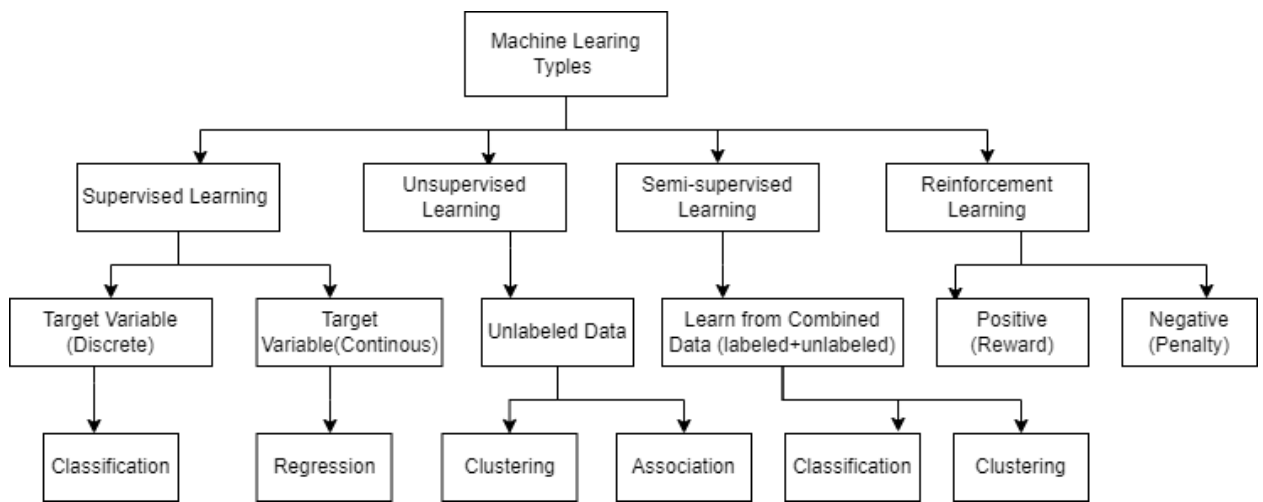 Machine Learing
Typles
Supervised Learning
Unsupervised
Learning
Semi-supervised
Learning
Reinforcement
Learning
Target Variable
(Discrete)
Target
Variable(Continous)
Unlabeled Data
Learn from Combined
Data (labeled+unlabeled)
Positive
(Reward)
Negative
(Penalty)
Classification
Regression
Clustering
Association
Classification
Clustering